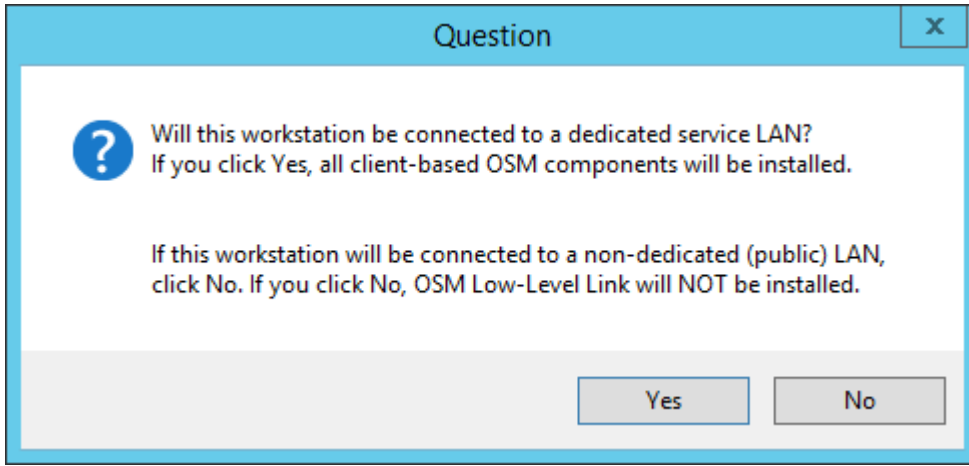 Question
x
Will this workstation be connected to a dedicated service LAN?
If you click Yes, all client-based OSM components will be installed.
If this workstation will be connected to a non-dedicated (public) LAN,
click No. If you click No, OSM Low-Level Link will NOT be installed.
Yes
No